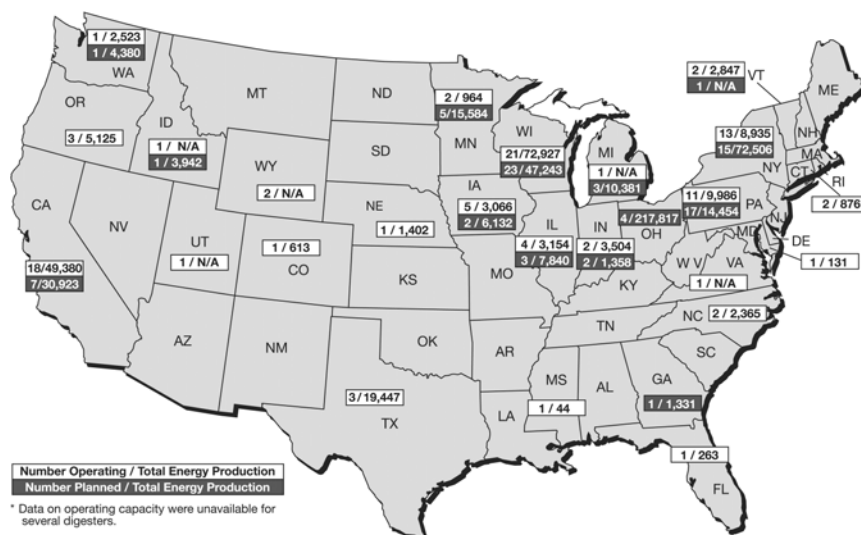 1 / 2,523
1 / 4,380
WA
OR
3 / 5,125
ID
1 / N/A
1 / 3,942
MT
ND
2 / 964
5/15,584
MN
SD
WY
2 / N/A
WI
21/72,927
23/47,243
MI
1 / N/A
3/10,381
2 / 2,847
1 / N/A
VT
ME
NH
13/8,935
15/72,506
NY
MA
CT
RI
2 / 876
CA
18/49,380
7/30,923
NV
UT
1 / N/A
1 / 613
CO
NE
1 / 1,402
IA
5 / 3,066
2 / 6,132
IL
4 / 3,154
3 / 7,840
IN
2 / 3,504
2 / 1,358
4/217,817
OH
11/9,986
17/14,454
PA
NJ
MD
DE
1 / 131
KS
MO
KY
W V
VA
1 / N/A
NC
2 / 2,365
TN
SC
AZ
NM
OK
AR
MS
1 / 44
AL
GA
1 / 1,331
3/19,447
TX
LA
1 / 263
FL
Number Operating / Total Energy Production
Number Planned / Total Energy Production
* Data on operating capacity were unavailable for
several digesters.